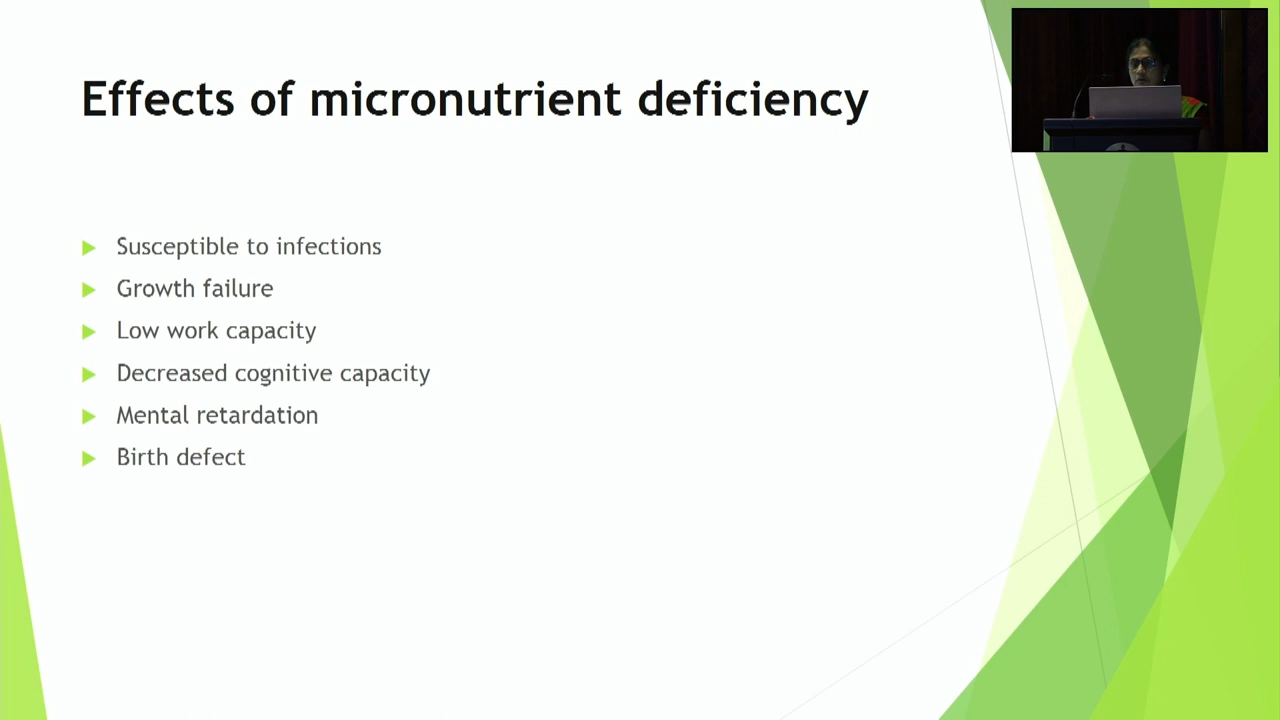 Effects of micronutrient deficiency
Susceptible to infections
Growth failure
Low work capacity
Decreased cognitive capacity
Mental retardation
Birth defect